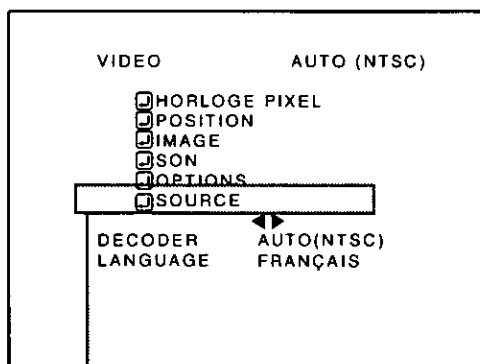 VIDEO AUTO (NTSC)
HORLOGE PIXEL
POSITION
IMAGE
SON
OPTIONS
SOURCE
DECODER AUTO(NTSC)
LANGUAGE FRANÇAIS